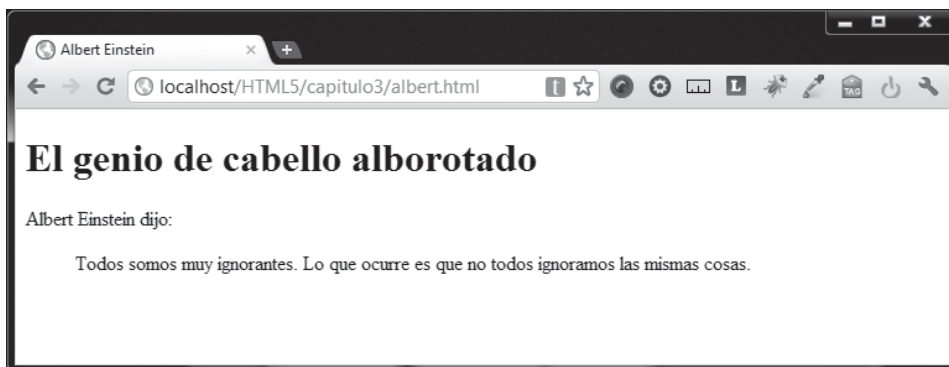 Albert Einstein
localhost/HTML5/capitulo3/albert.html
L
TAG
El genio de cabello alborotado
Albert Einstein dijo:
Todos somos muy ignorantes. Lo que ocurre es que no todos ignoramos las mismas cosas.